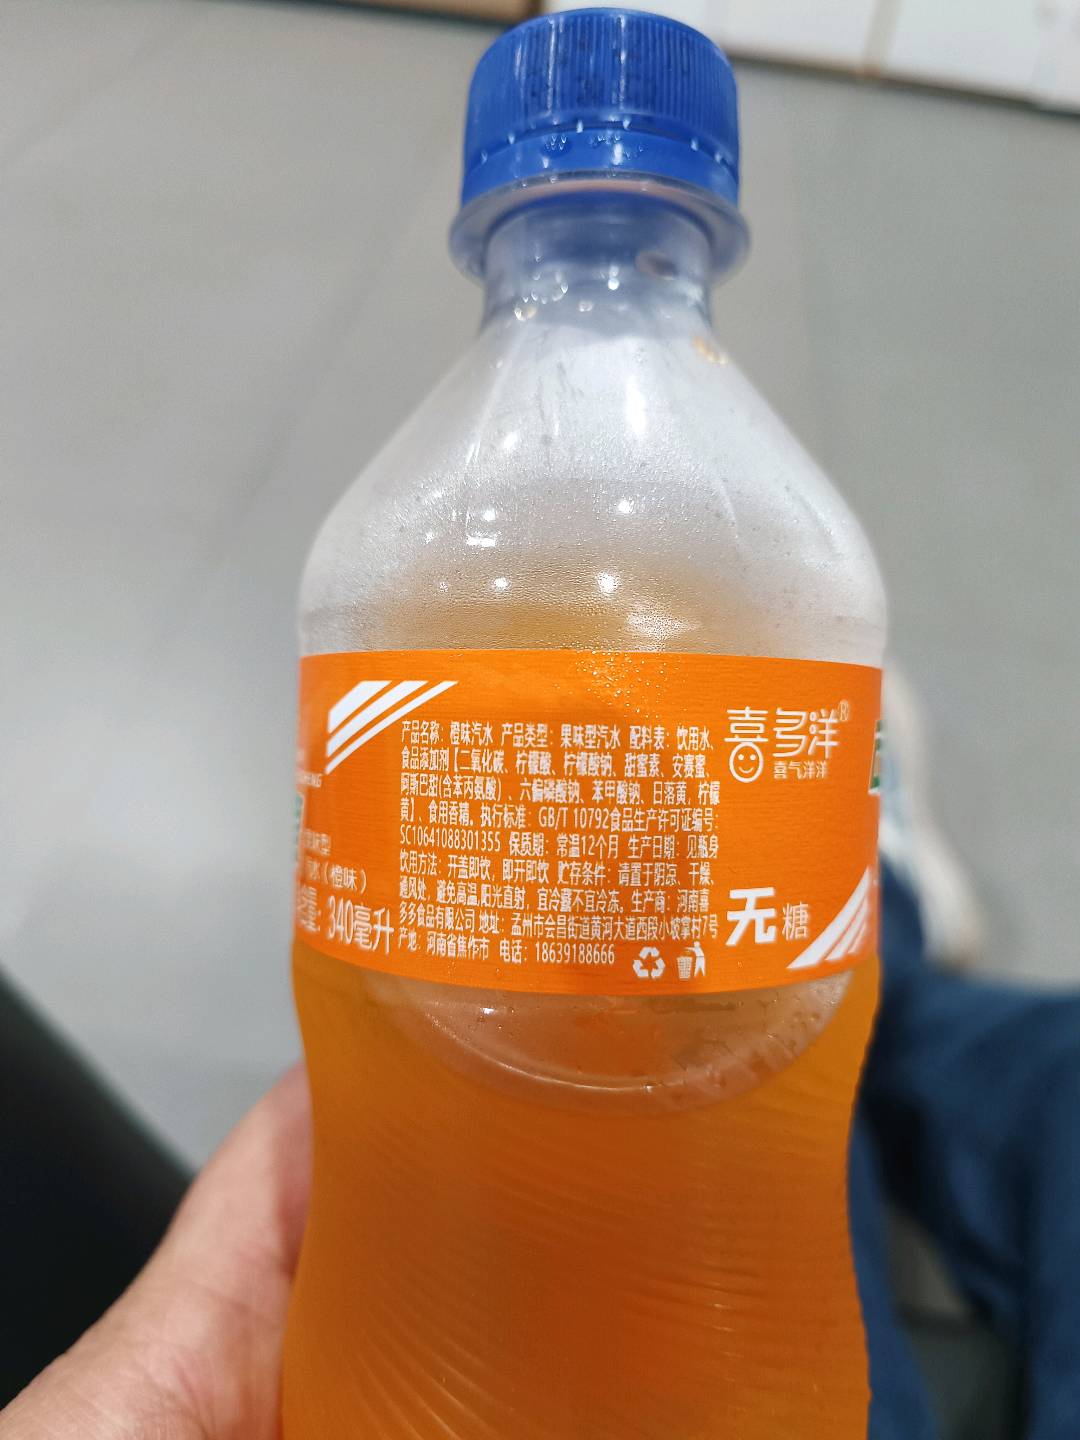 产品名称：橙味汽水 产品类型：果味型汽水 配料表：饮用水、
食品添加剂【二氧化碳、柠檬酸、柠檬酸钠、甜蜜素、安赛蜜、
阿斯巴甜(含苯丙氨酸）、六偏磷酸钠、苯甲酸钠、日落黄，柠檬
黄】、食用香精。执行标准：GB/T 10792食品生产许可证编号：
SC10641088301355 保质期：常温12个月 生产日期：见瓶身
饮用方法：开盖即饮，即开即饮 贮存条件：请置于阴凉、干燥、
通风处，避免高温,阳光直射，宜冷藏不宜冷冻。生产商：河南喜
多多食品有限公司 地址：孟州市会昌街道黄河大道西段小坡掌村7号
产地：河南省焦作市 电话：18639188666
喜多洋®
喜气洋洋
无糖
味型
水（橙味）
量：340毫升